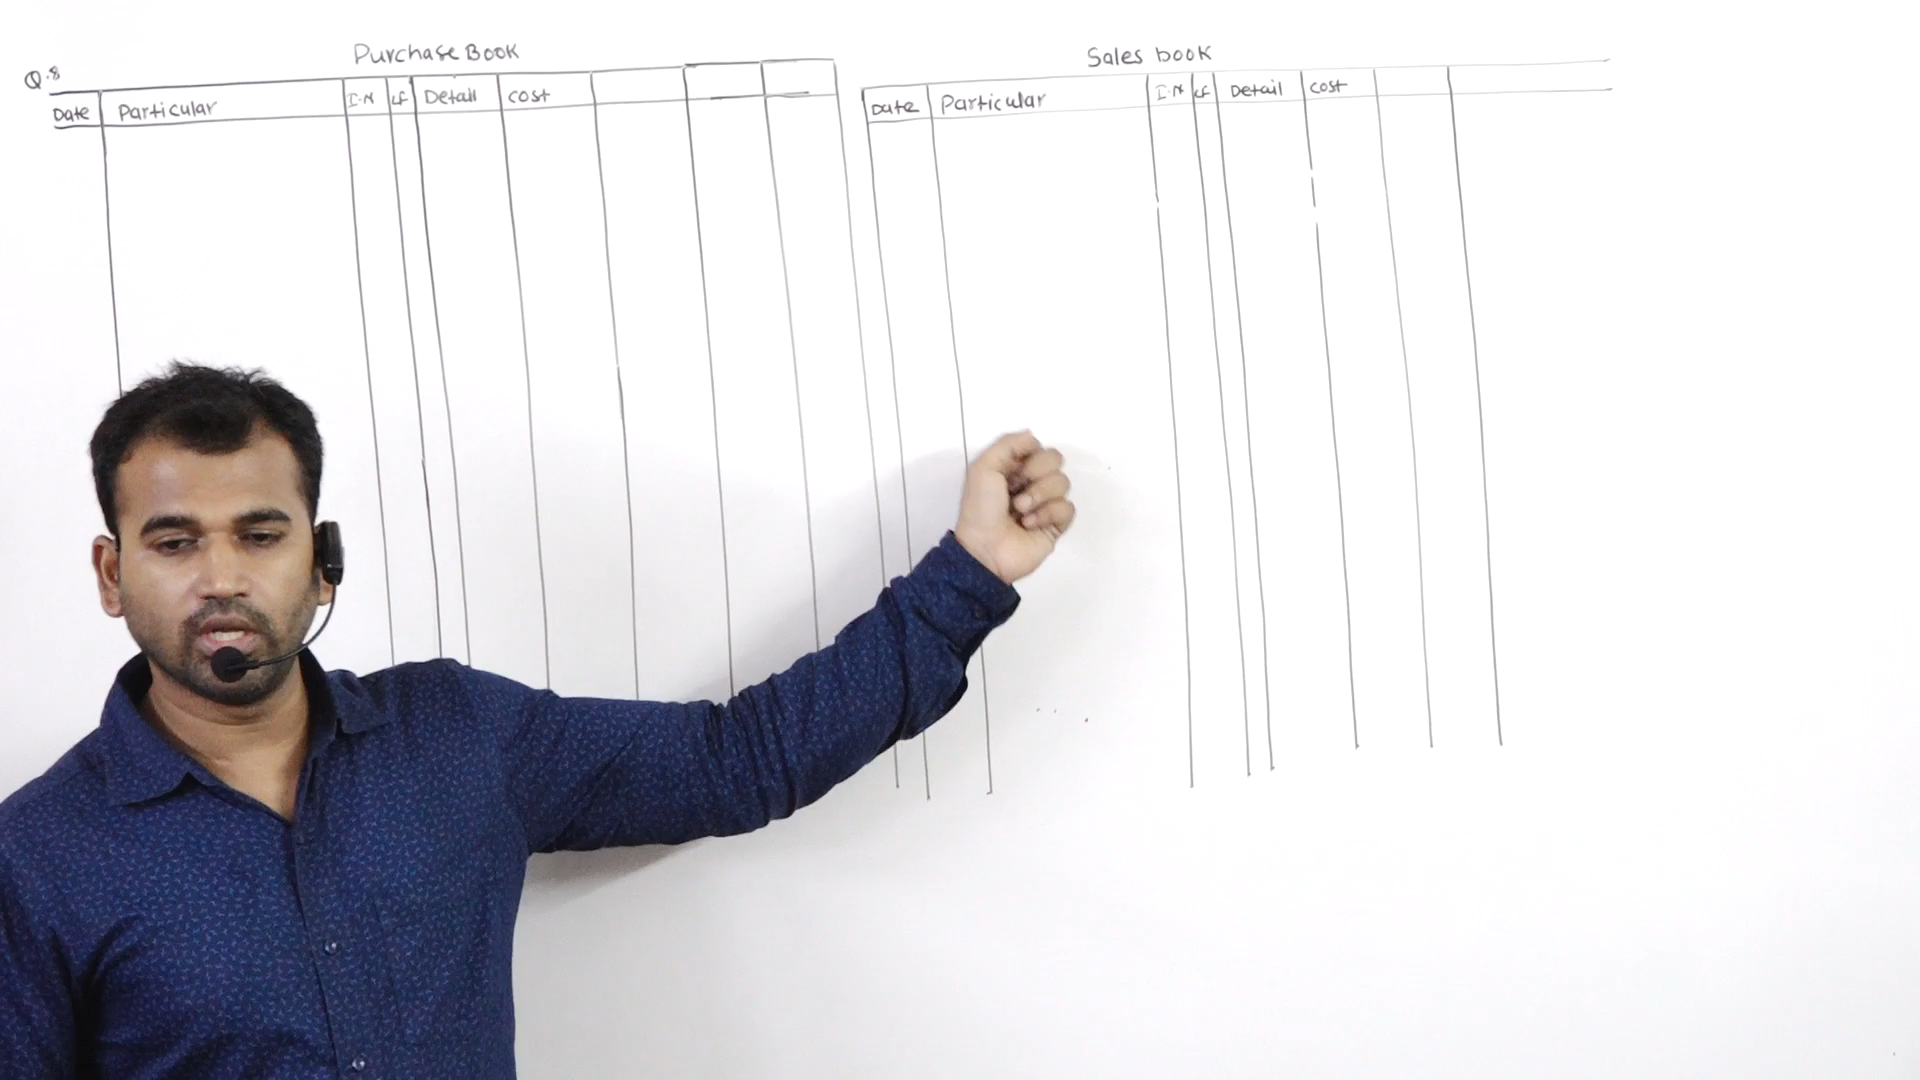 Q.8
Purchase Book
Date Particular I.N LF Detail Cost
Sales book
Date Particular I.N LF Detail Cost